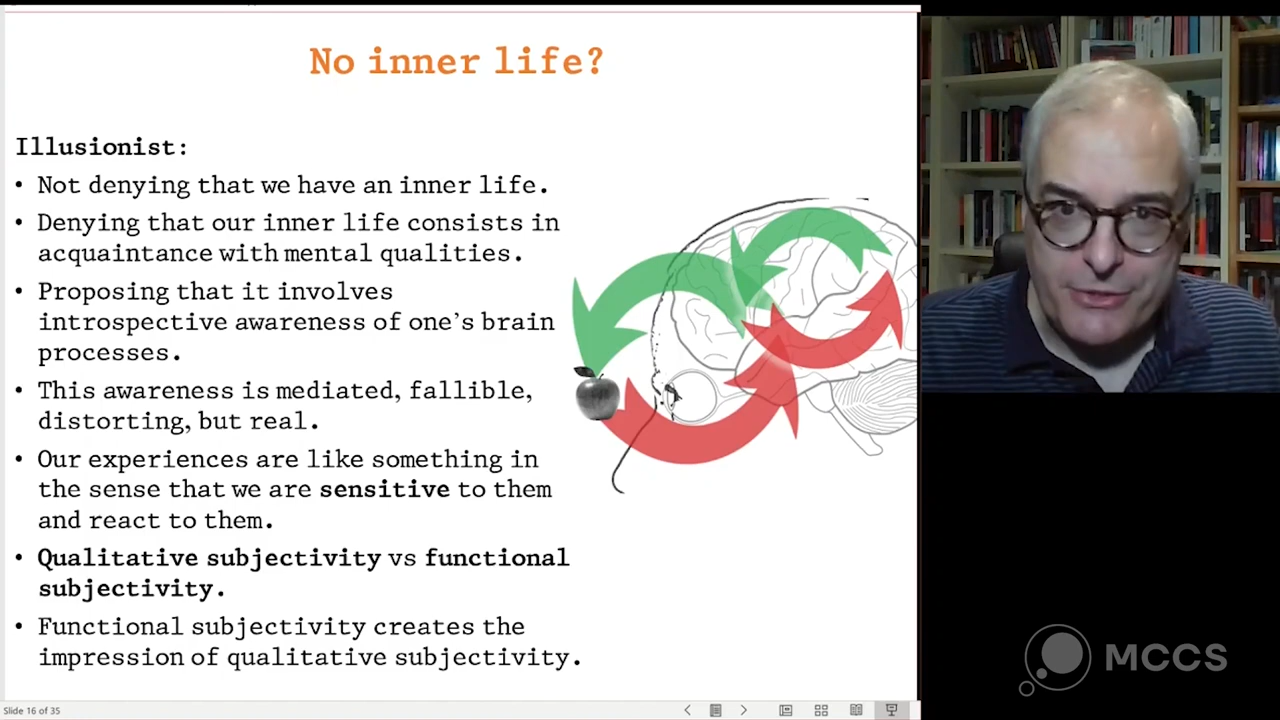 No inner life?
Illusionist:
• Not denying that we have an inner life.
• Denying that our inner life consists in
acquaintance with mental qualities.
• Proposing that it involves
introspective awareness of one's brain
processes.
• This awareness is mediated, fallible,
distorting, but real.
• Our experiences are like something in
the sense that we are sensitive to them
and react to them.
• Qualitative subjectivity vs functional
subjectivity.
• Functional subjectivity creates the
impression of qualitative subjectivity.
Slide 16 of 35
MCCS